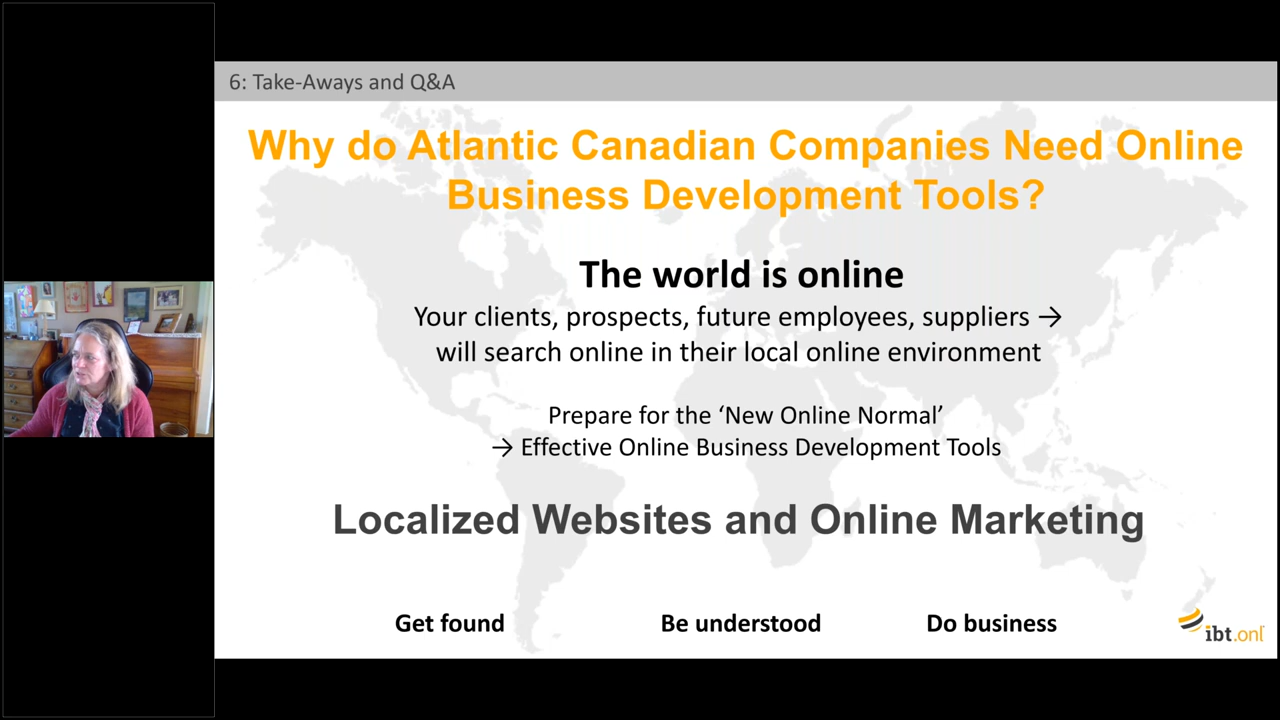 6: Take-Aways and Q&A
Why do Atlantic Canadian Companies Need Online
Business Development Tools?
The world is online
Your clients, prospects, future employees, suppliers →
will search online in their local online environment
Prepare for the ‘New Online Normal’
→ Effective Online Business Development Tools
Localized Websites and Online Marketing
Get found Be understood Do business
ibt.onl